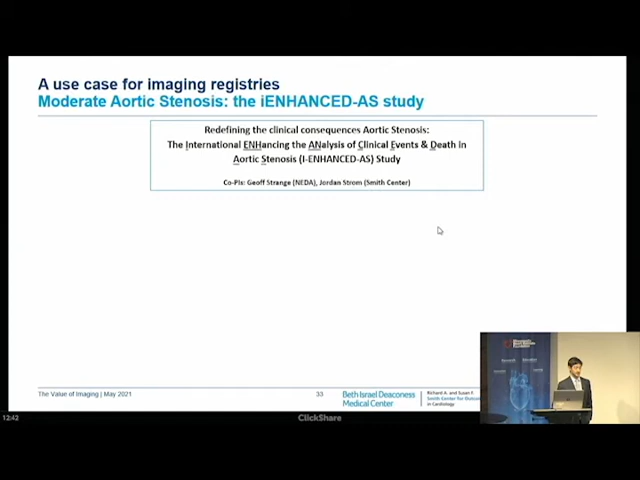 A use case for imaging registries
Moderate Aortic Stenosis: the iENHANCED-AS study
Redefining the clinical consequences Aortic Stenosis:
The International ENHancing the ANalysis of Clinical Events & Death in
Aortic Stenosis (I-ENHANCED-AS) Study
Co-PIs: Geoff Strange (NEDA), Jordan Strom (Smith Center)
The Value of Imaging | May 2021
33
Beth Israel Deaconess
Medical Center
Richard A. and Susan F.
Smith Center for
in Cardiology
12:42
ClickShare